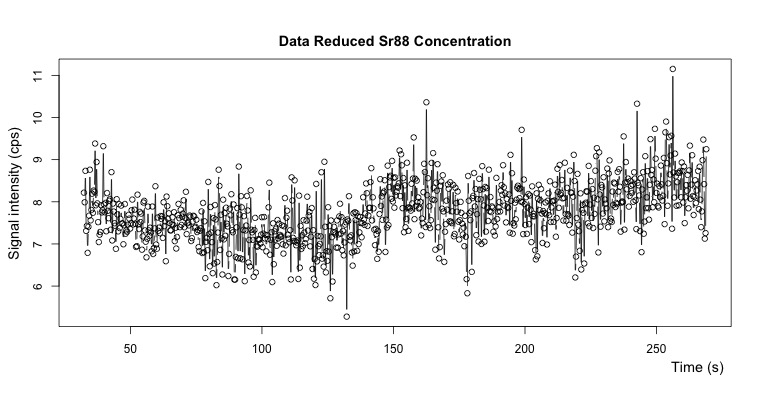 Data Reduced Sr88 Concentration
Signal intensity (cps)
11
10
9
8
7
6
50 100 150 200 250
Time (s)